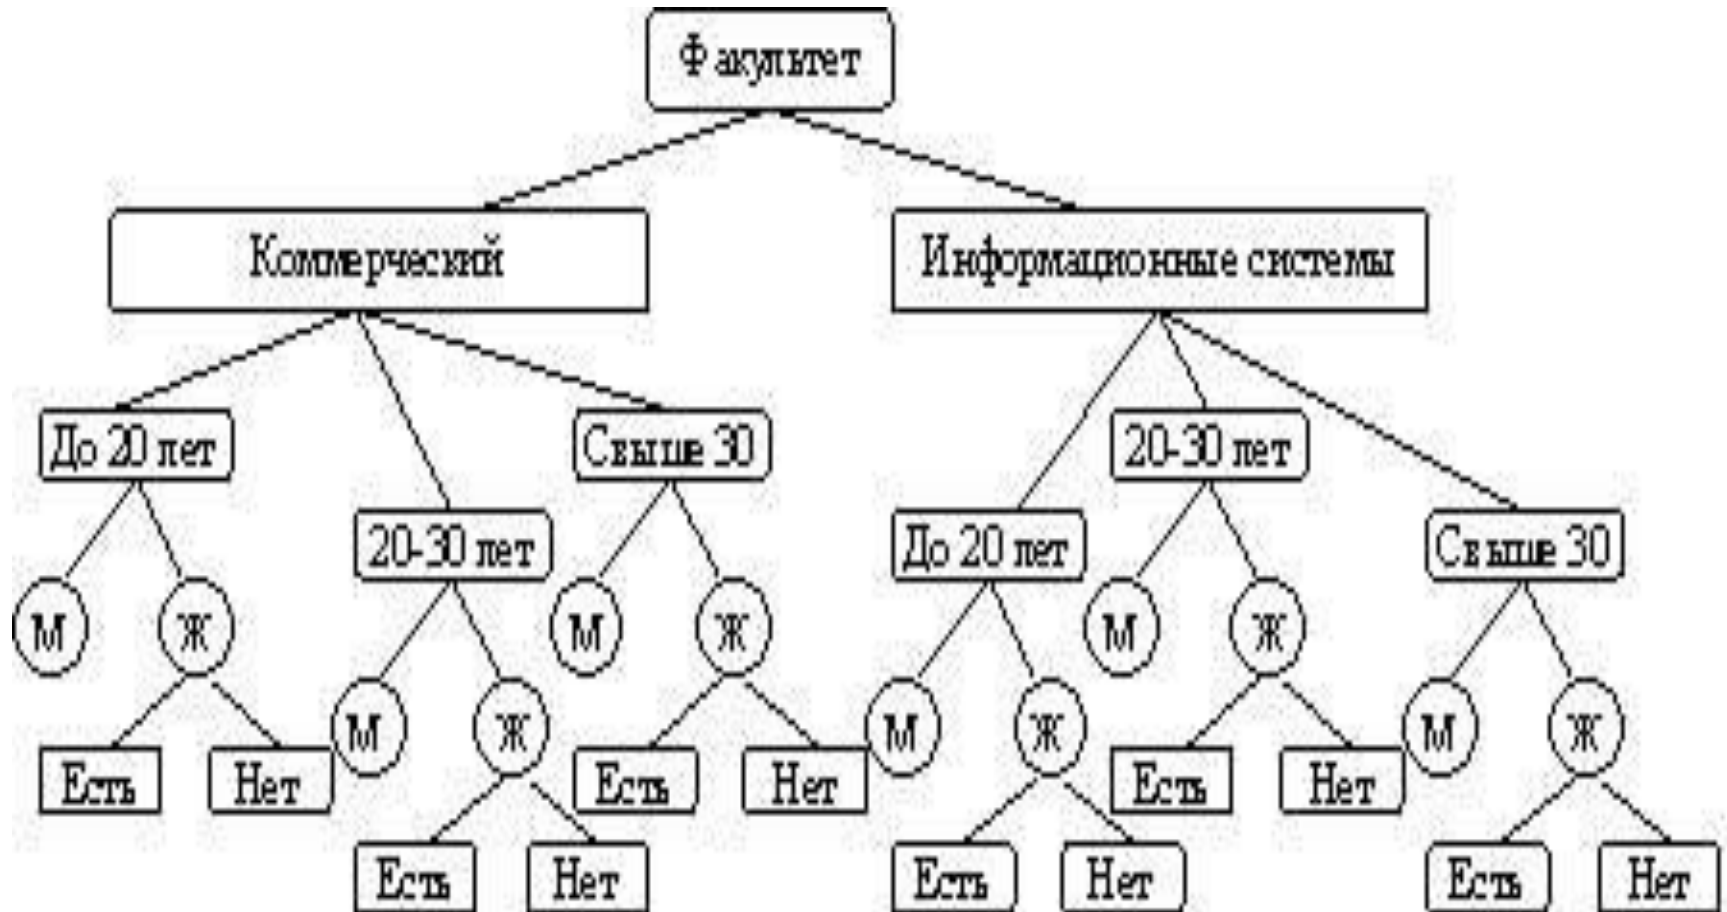 Факультет
Коммерческий
Информационные системы
До 20 лет
Свыше 30
20-30 лет
20-30 лет
До 20 лет
Свыше 30
М
Ж
М
Ж
М
Ж
М
Ж
М
Ж
М
Ж
Есть
Нет
Есть
Нет
Есть
Нет
Есть
Нет
Есть
Нет
Есть
Нет